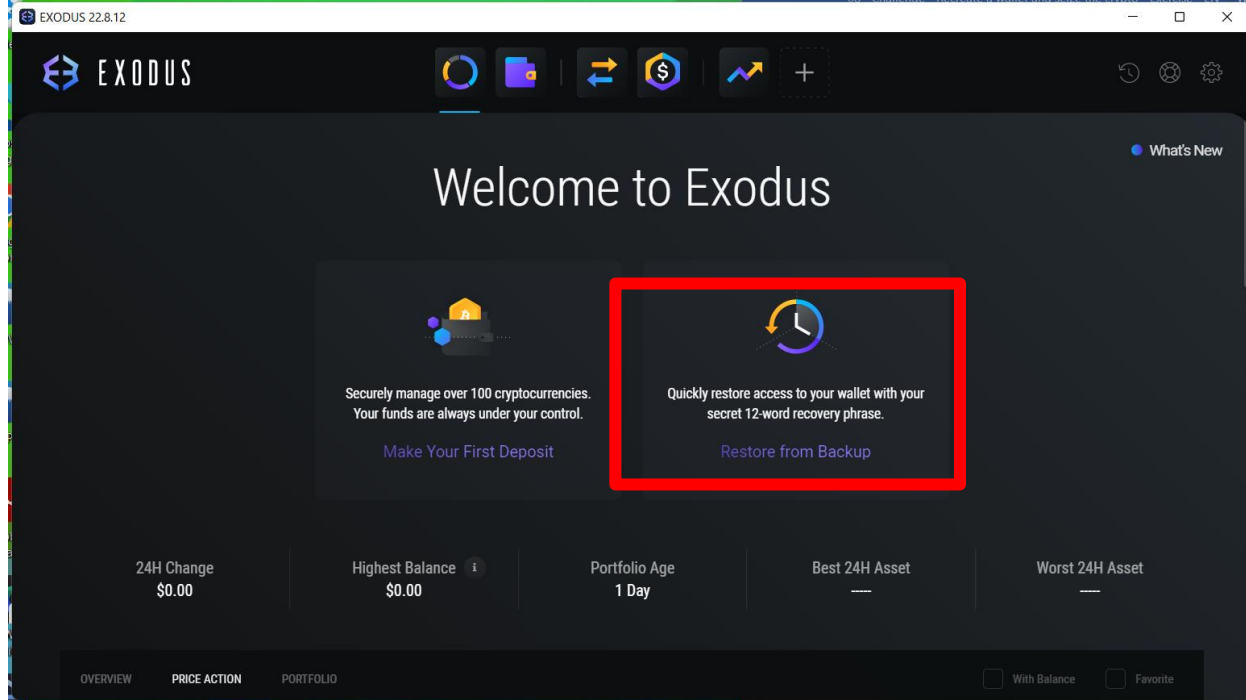 EXODUS 22.8.12
EXODUS
What's New
Welcome to Exodus
Securely manage over 100 cryptocurrencies.
Your funds are always under your control.
Make Your First Deposit
Quickly restore access to your wallet with your
secret 12-word recovery phrase.
Restore from Backup
24H Change
$0.00
Highest Balance i
$0.00
Portfolio Age
1 Day
Best 24H Asset
-----
Worst 24H Asset
-----
OVERVIEW PRICE ACTION PORTFOLIO With Balance Favorite